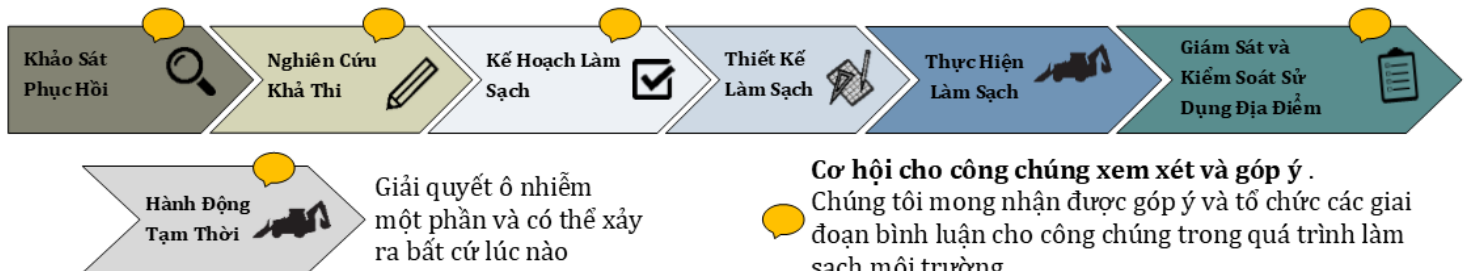 Khảo Sát
Phục Hồi
Nghiên Cứu
Khả Thi
Kế Hoạch Làm
Sạch
Thiết Kế
Làm Sạch
Thực Hiện
Làm Sạch
Giám Sát và
Kiểm Soát Sử
Dụng Địa Điểm
Hành Động
Tạm Thời
Giải quyết ô nhiễm
một phần và có thể xảy
ra bất cứ lúc nào
Cơ hội cho công chúng xem xét và góp ý .
Chúng tôi mong nhận được góp ý và tổ chức các giai
đoạn bình luận cho công chúng trong quá trình làm
sạch môi trường